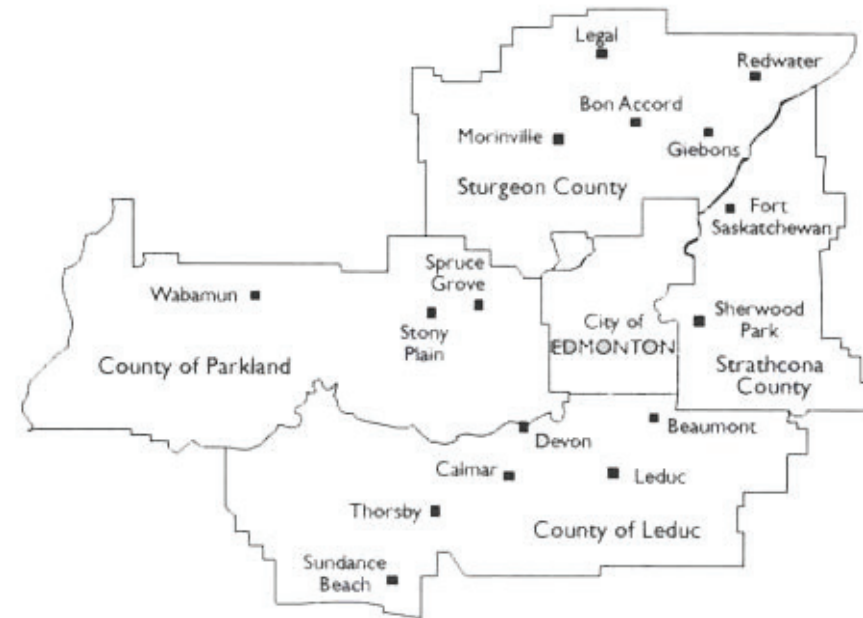 Legal
Redwater
Bon Accord
Morinville
Giebons
Sturgeon County
Fort
Saskatchewan
Spruce
Grove
Wabamun
Stony
Plain
City of
EDMONTON
Sherwood
Park
County of Parkland
Strathcona
County
Devon
Beaumont
Calmar
Leduc
Thorsby
County of Leduc
Sundance
Beach